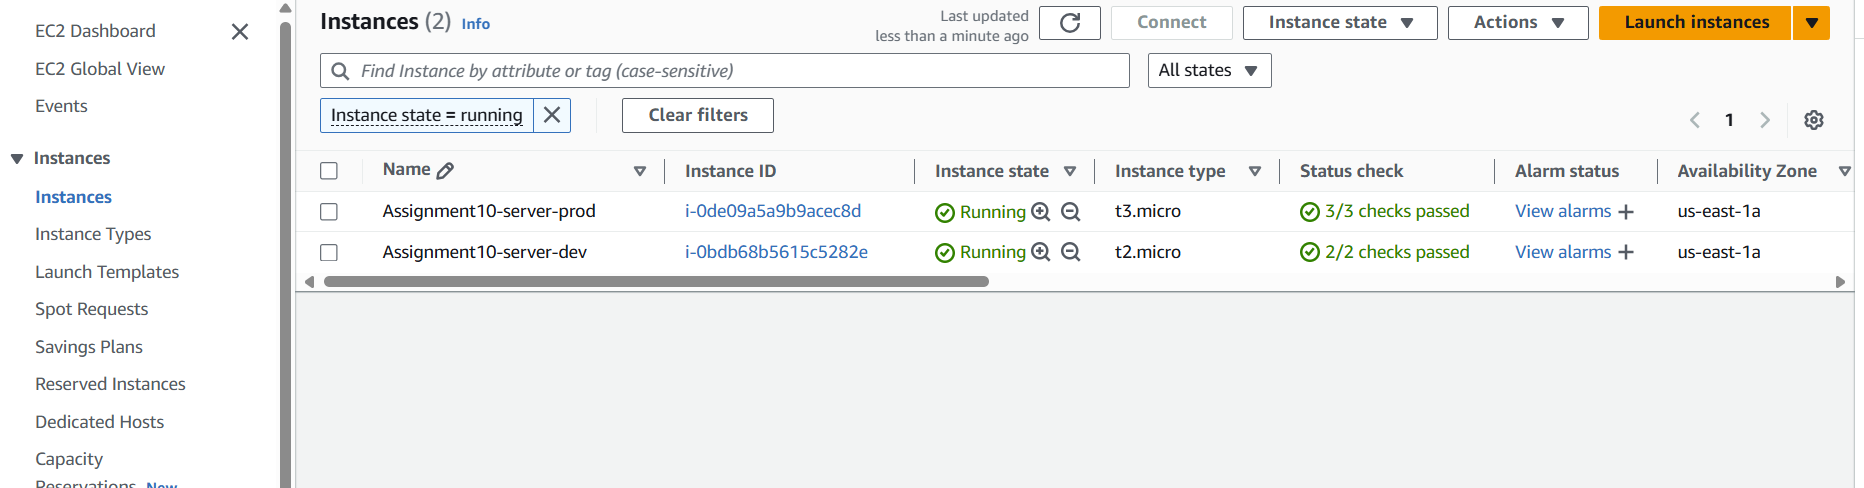 EC2 Dashboard
EC2 Global View
Events
Instances
Instances
Instance Types
Launch Templates
Spot Requests
Savings Plans
Reserved Instances
Dedicated Hosts
Capacity
Reservations New
Instances (2) Info
Last updated
less than a minute ago
Connect
Instance state
Actions
Launch instances
Find Instance by attribute or tag (case-sensitive)
All states
Instance state = running
Clear filters
1
Name Instance ID Instance state Instance type Status check Alarm status Availability Zone
Assignment10-server-prod i-0de09a5a9b9acec8d Running t3.micro 3/3 checks passed View alarms us-east-1a
Assignment10-server-dev i-0bdb68b5615c5282e Running t2.micro 2/2 checks passed View alarms us-east-1a